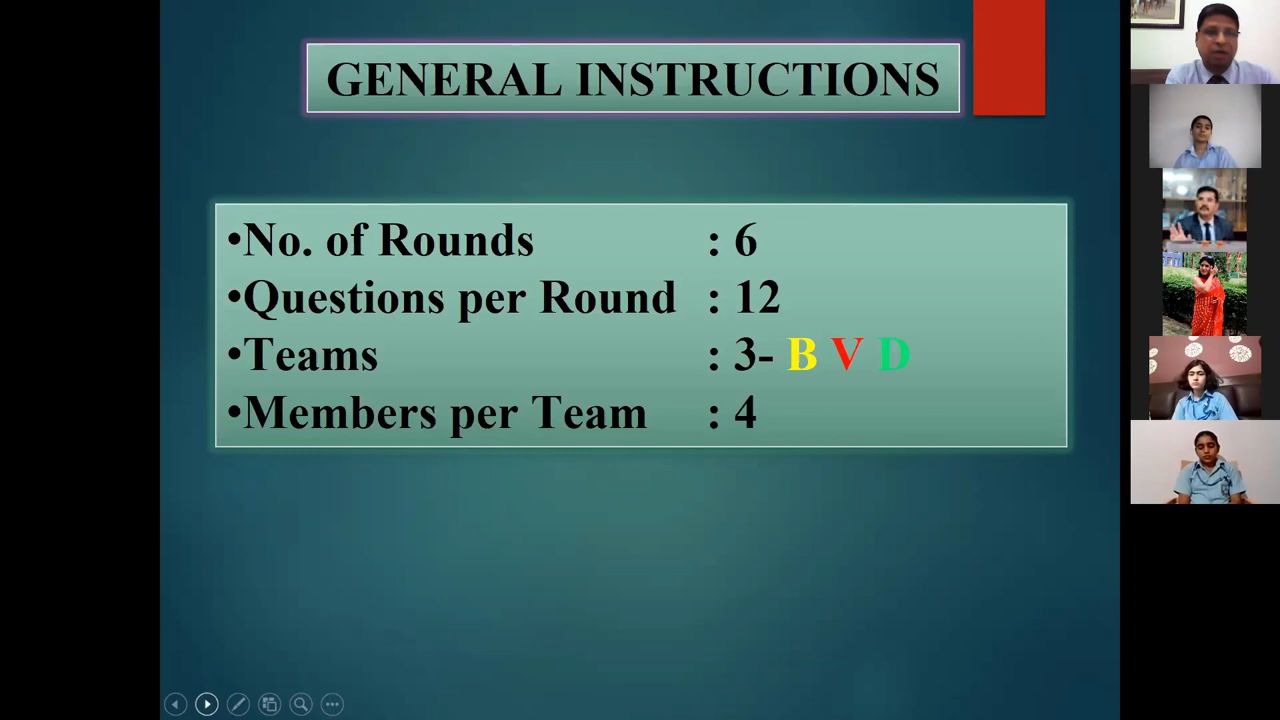 GENERAL INSTRUCTIONS
•No. of Rounds : 6
•Questions per Round : 12
•Teams : 3- B V D
•Members per Team : 4